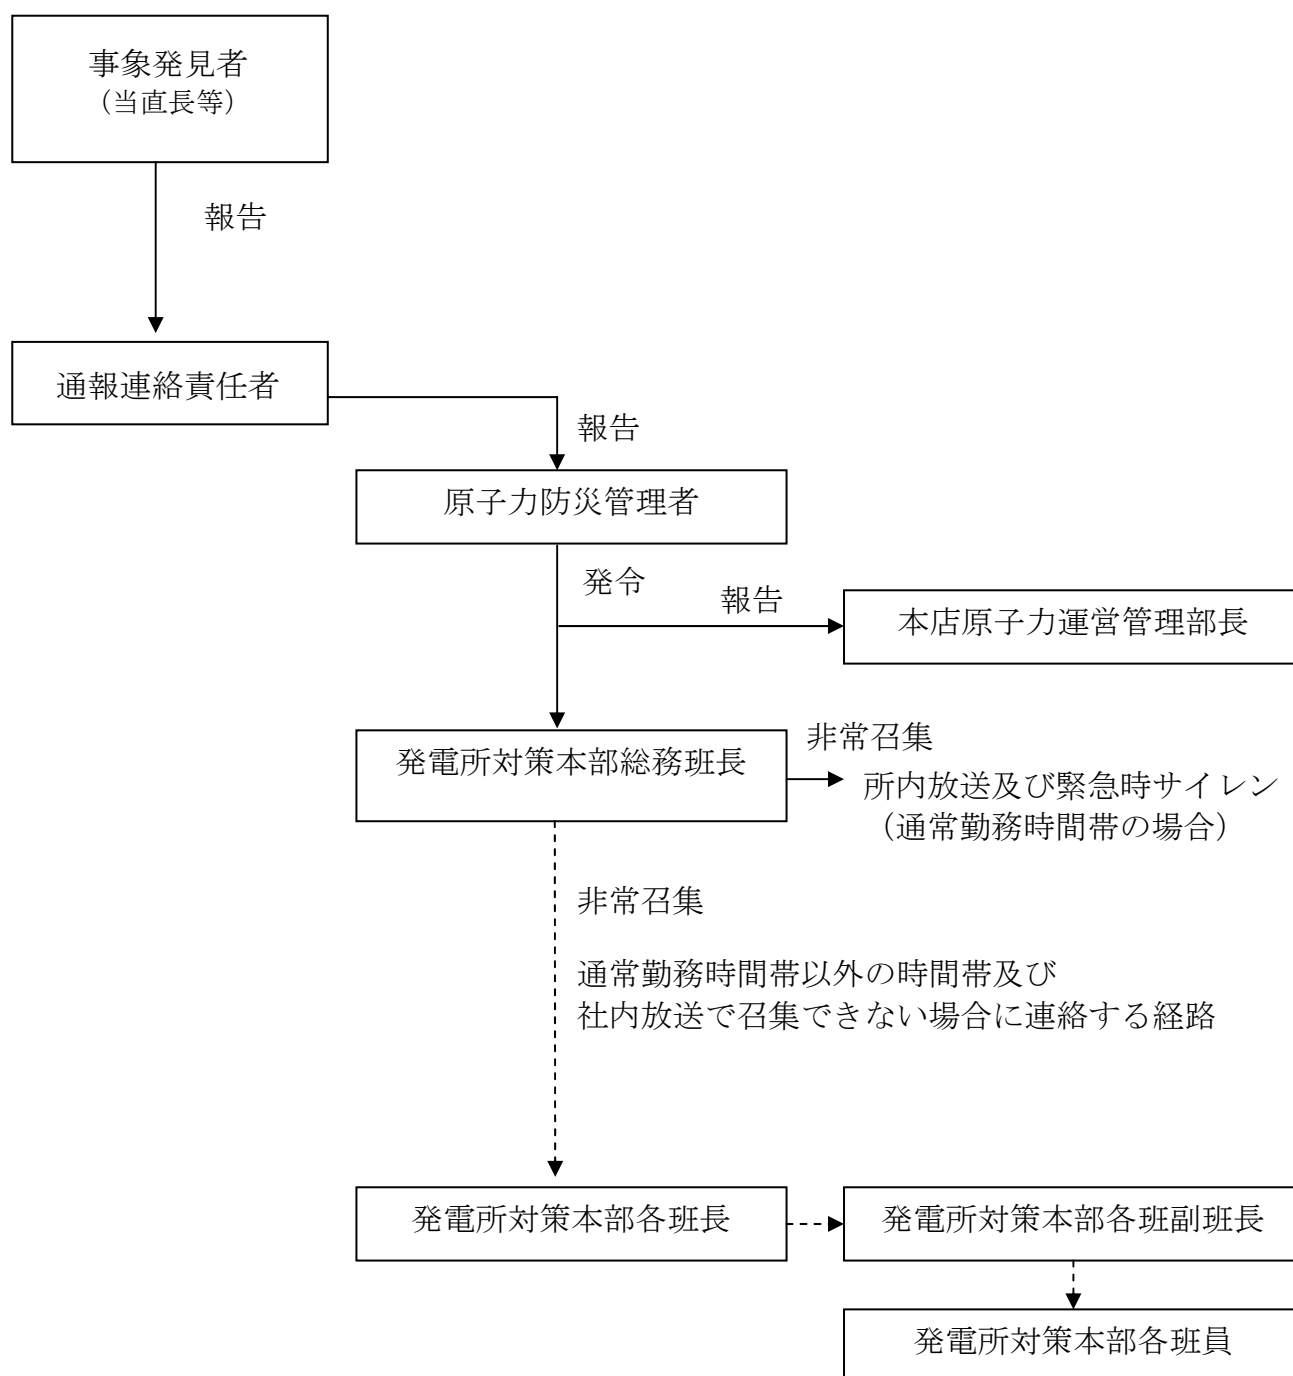 事象発見者
（当直長等）
報告
通報連絡責任者
報告
原子力防災管理者
発令
報告
本店原子力運営管理部長
発電所対策本部総務班長
非常召集
所内放送及び緊急時サイレン
（通常勤務時間帯の場合）
非常召集
通常勤務時間帯以外の時間帯及び
社内放送で召集できない場合に連絡する経路
発電所対策本部各班長
発電所対策本部各班副班長
発電所対策本部各班員